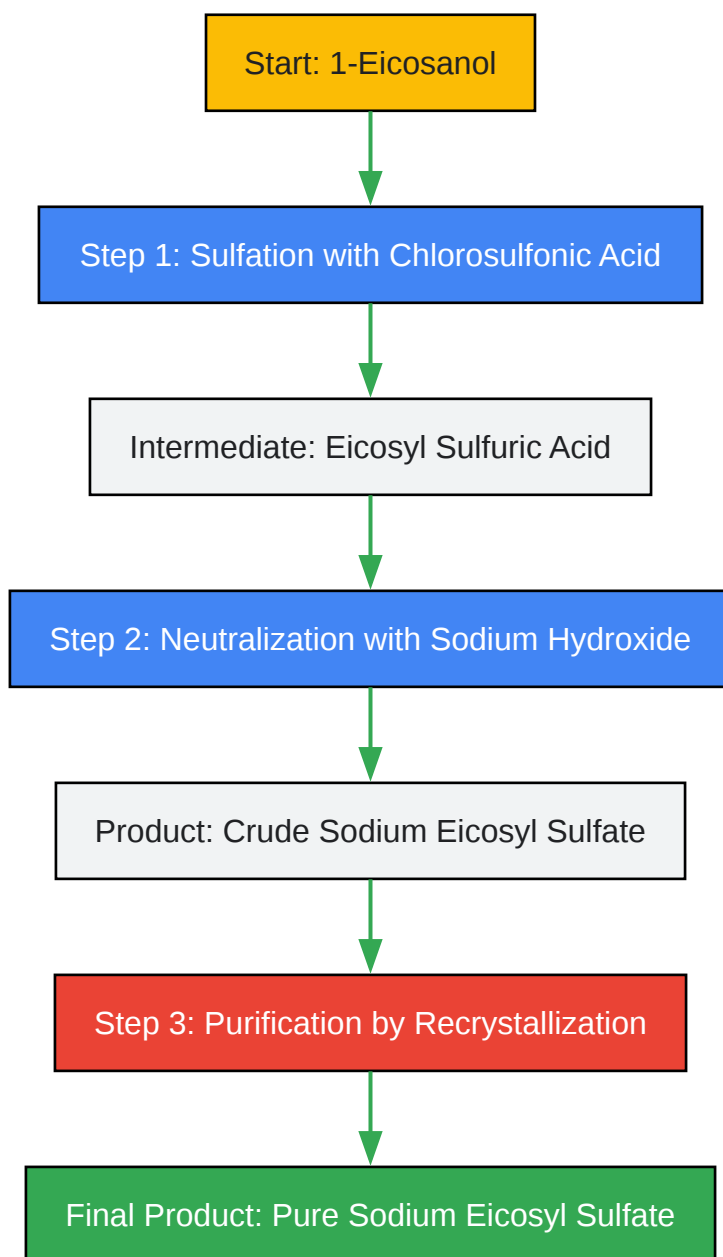 Start: 1-Eicosanol
Step 1: Sulfation with Chlorosulfonic Acid
Intermediate: Eicosyl Sulfuric Acid
Step 2: Neutralization with Sodium Hydroxide
Product: Crude Sodium Eicosyl Sulfate
Step 3: Purification by Recrystallization
Final Product: Pure Sodium Eicosyl Sulfate